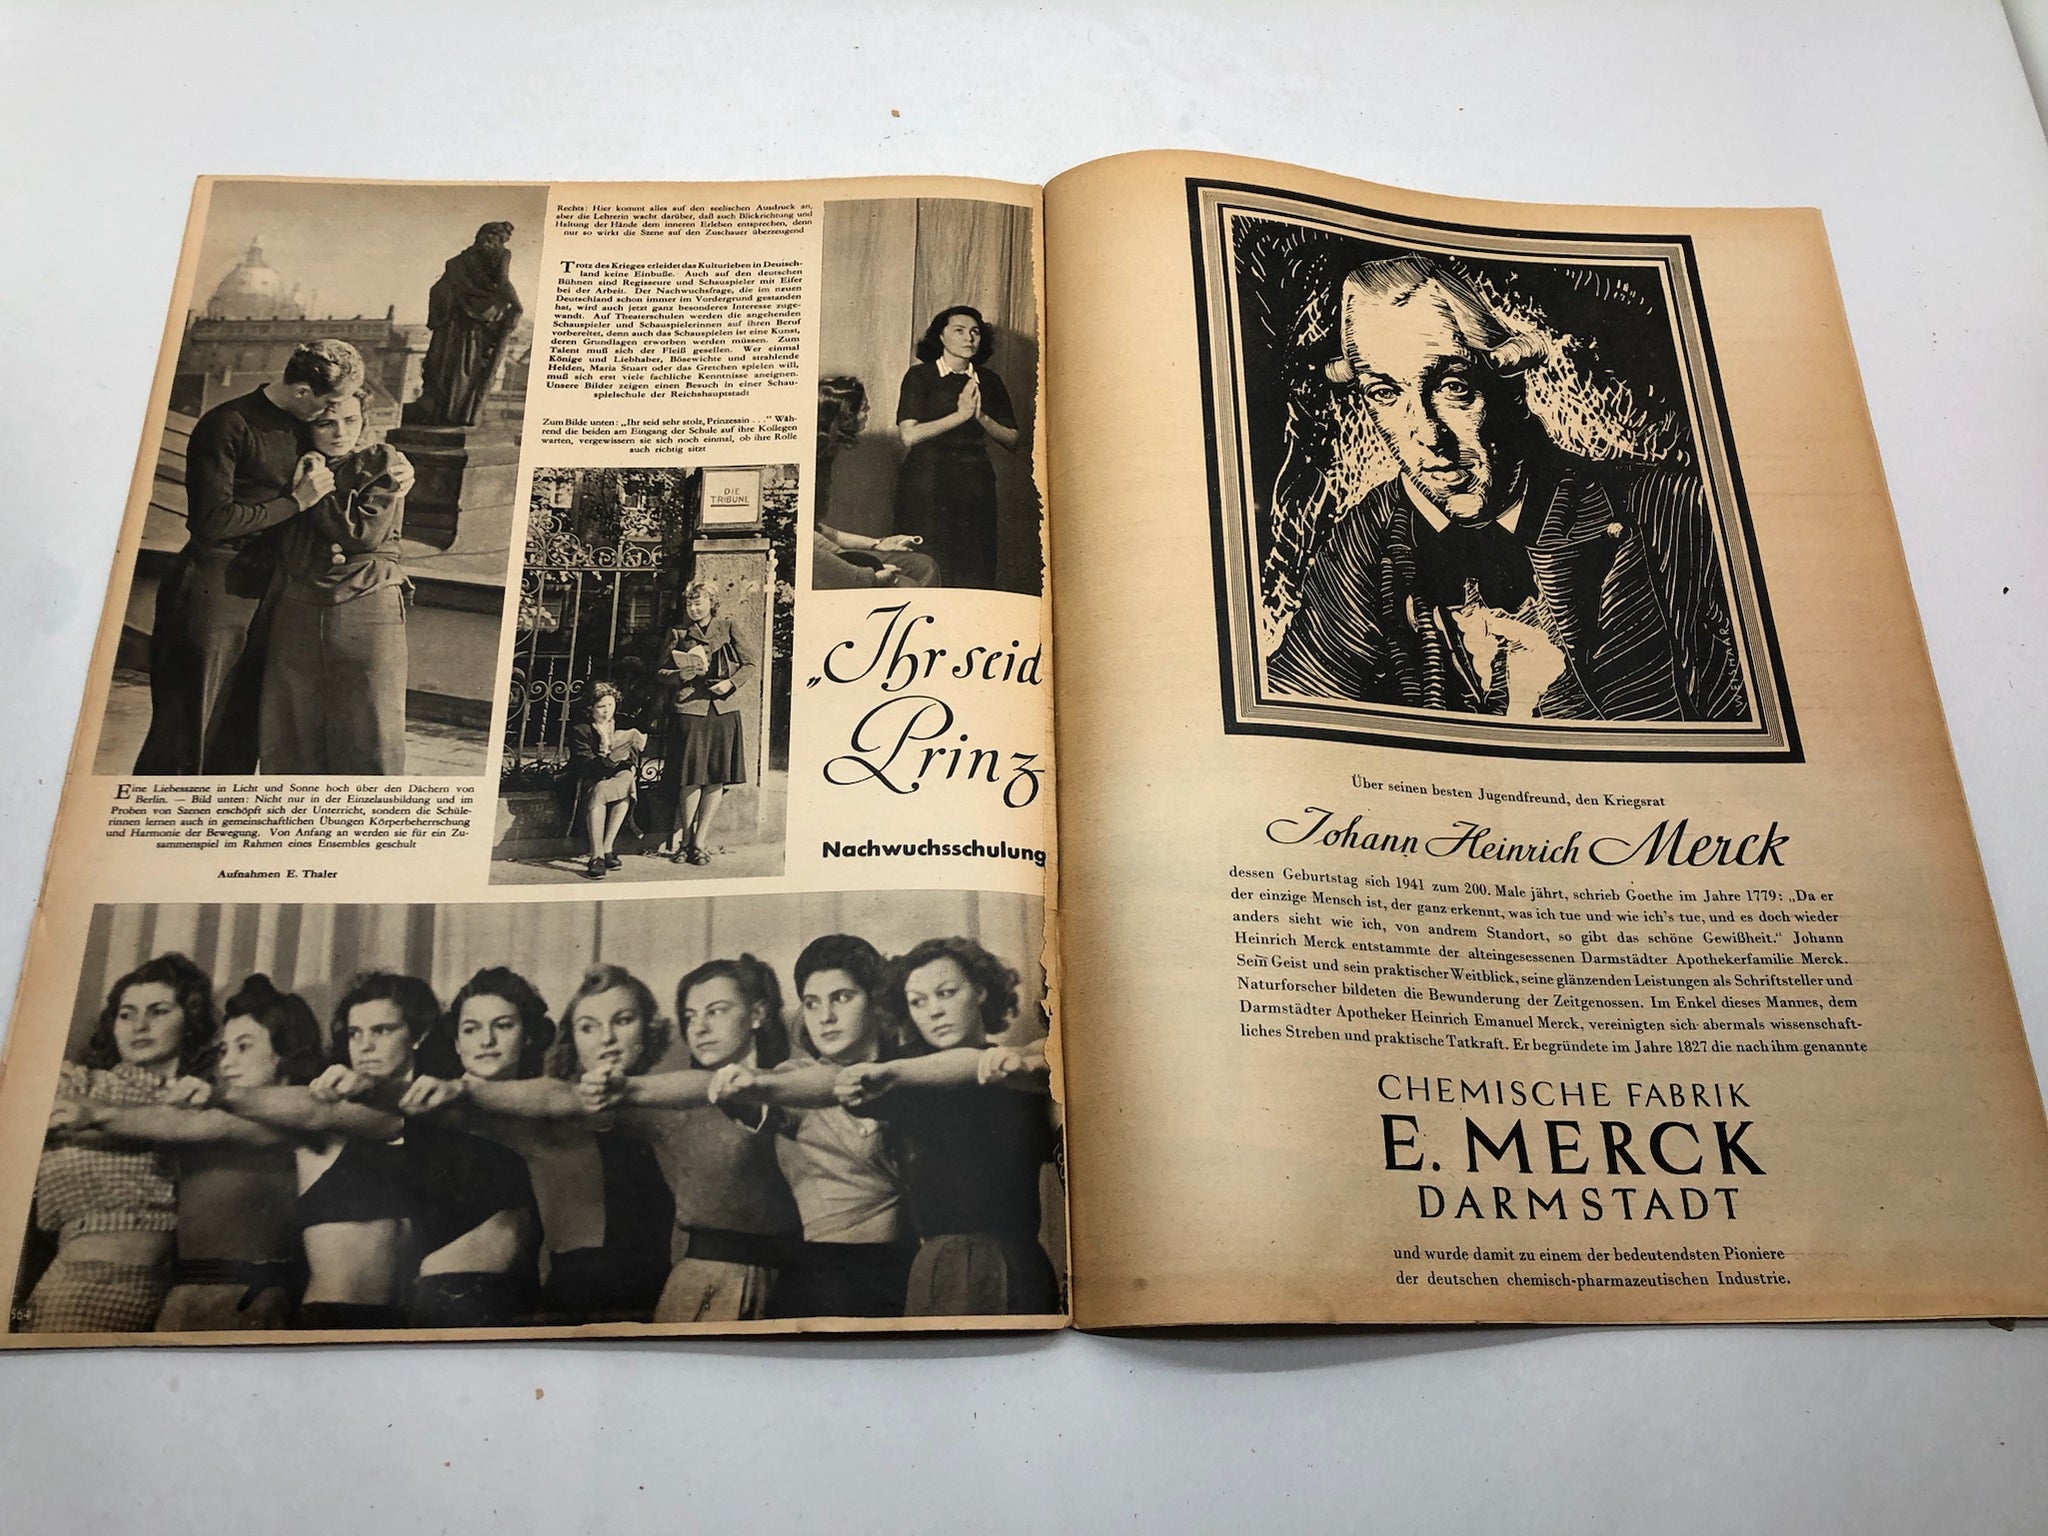 Rechts: Hier kommt alles auf den seelischen Ausdruck an,
aber die Lehrerin wacht darüber, daß auch Blickrichtung und
Haltung der Hände dem inneren Erleben entsprechen, denn
nur so wirkt die Szene auf den Zuschauer überzeugend
Trotz des Krieges erleidet das Kulturleben in Deutsch-
land keine Einbuße. Auch auf den deutschen
Bühnen sind Regisseure und Schauspieler mit Eifer
bei der Arbeit. Der Nachwuchsfrage, die im neuen
Deutschland schon immer im Vordergrund gestanden
hat, wird auch jetzt ganz besonderes Interesse zuge-
wandt. Auf Theaterschulen werden die angehenden
Schauspieler und Schauspielerinnen auf ihren Beruf
vorbereitet, denn auch das Schauspielen ist eine Kunst,
deren Grundlagen erworben werden müssen. Zum
Talent muß sich der Fleiß gesellen. Wer einmal
Könige und Liebhaber, Bösewichte und strahlende
Helden, Maria Stuart oder das Gretchen spielen will,
muß sich erst viele fachliche Kenntnisse aneignen.
Unsere Bilder zeigen einen Besuch in einer Schau-
spielschule der Reichshauptstadt
Zum Bilde unten: „Ihr seid sehr stolz, Prinzessin . . .“ Wäh-
rend die beiden am Eingang der Schule auf ihre Kollegen
warten, vergewissern sie sich noch einmal, ob ihre Rolle
auch richtig sitzt
DIE
TRIBÜNE
„Ihr seid
Prinz
Nachwuchsschulung
Eine Liebesszene in Licht und Sonne hoch über den Dächern von
Berlin. — Bild unten: Nicht nur in der Einzelausbildung und im
Proben von Szenen erschöpft sich der Unterricht, sondern die Schüle-
rinnen lernen auch in gemeinschaftlichen Übungen Körperbeherrschung
und Harmonie der Bewegung. Von Anfang an werden sie für ein Zu-
sammenspiel im Rahmen eines Ensembles geschult
Aufnahmen E. Thaler
564
WEISMAR
Über seinen besten Jugendfreund, den Kriegsrat
Johann Heinrich Merck
dessen Geburtstag sich 1941 zum 200. Male jährt, schrieb Goethe im Jahre 1779: „Da er
der einzige Mensch ist, der ganz erkennt, was ich tue und wie ich's tue, und es doch wieder
anders sieht wie ich, von andrem Standort, so gibt das schöne Gewißheit.“ Johann
Heinrich Merck entstammte der alteingesessenen Darmstädter Apothekerfamilie Merck.
Sein Geist und sein praktischer Weitblick, seine glänzenden Leistungen als Schriftsteller und
Naturforscher bildeten die Bewunderung der Zeitgenossen. Im Enkel dieses Mannes, dem
Darmstädter Apotheker Heinrich Emanuel Merck, vereinigten sich abermals wissenschaft-
liches Streben und praktische Tatkraft. Er begründete im Jahre 1827 die nach ihm genannte
CHEMISCHE FABRIK
E. MERCK
DARMSTADT
und wurde damit zu einem der bedeutendsten Pioniere
der deutschen chemisch-pharmazeutischen Industrie.